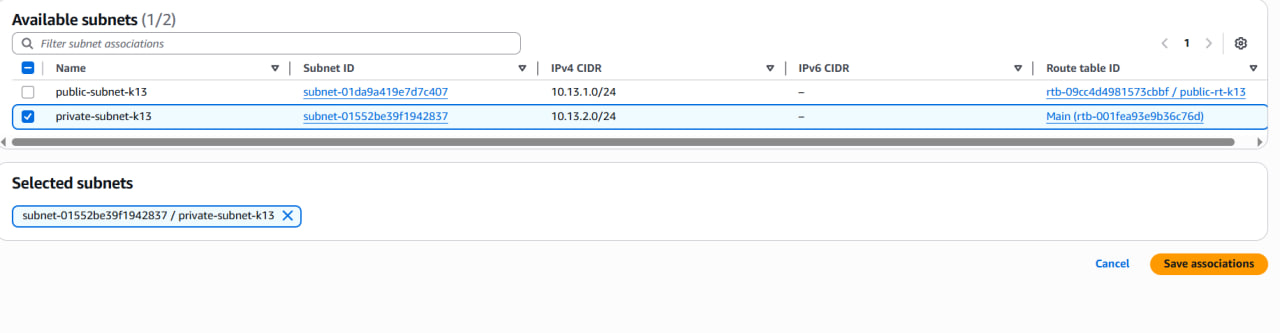 Available subnets (1/2)
Filter subnet associations
1
Name Subnet ID IPv4 CIDR IPv6 CIDR Route table ID
public-subnet-k13 subnet-01da9a419e7d7c407 10.13.1.0/24 – rtb-09cc4d4981573cbbf / public-rt-k13
private-subnet-k13 subnet-01552be39f1942837 10.13.2.0/24 – Main (rtb-001fea93e9b36c76d)
Selected subnets
subnet-01552be39f1942837 / private-subnet-k13
Cancel Save associations